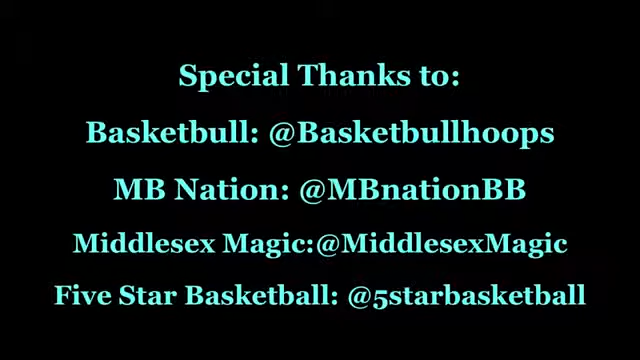 Special Thanks to:
Basketbull: @Basketbullhoops
MB Nation: @MBnationBB
Middlesex Magic:@MiddlesexMagic
Five Star Basketball: @5starbasketball